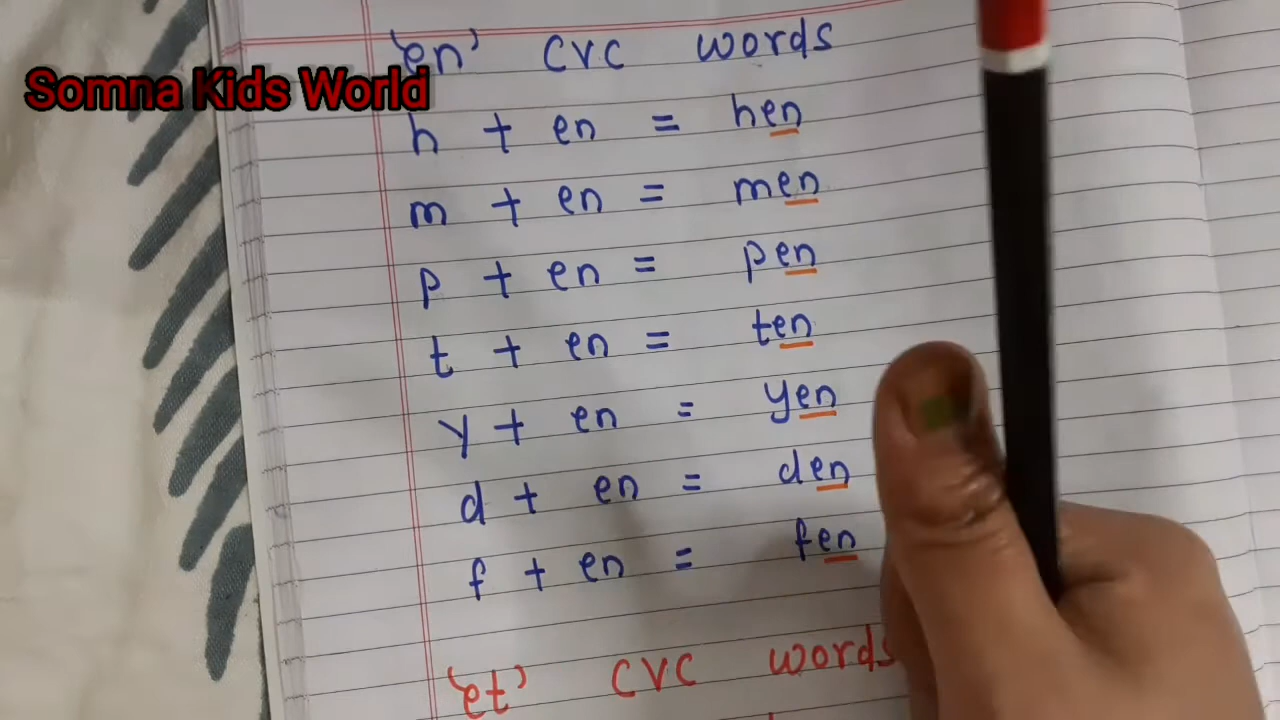 'en' CVC words
Somna Kids World
h + en = hen
m + en = men
p + en = pen
t + en = ten
y + en = yen
d + en = den
f + en = fen
'et' CVC words